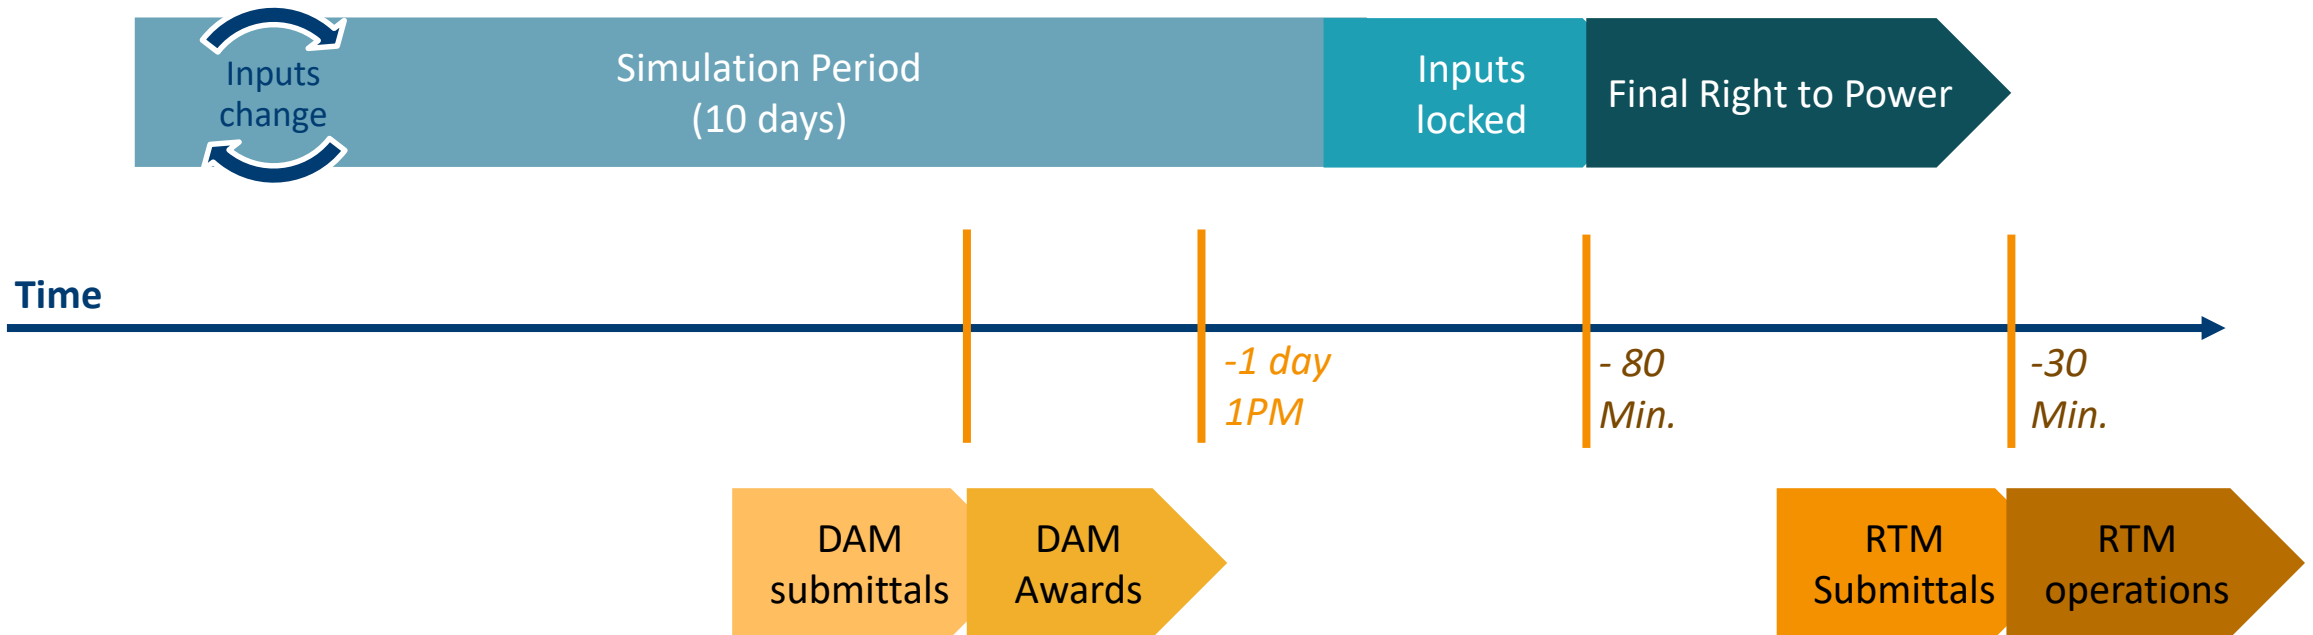 Inputs
change
Simulation Period
(10 days)
Inputs
locked
Final Right to Power
Time
-1 day
1PM
- 80
Min.
-30
Min.
DAM
submittals
DAM
Awards
RTM
Submittals
RTM
operations